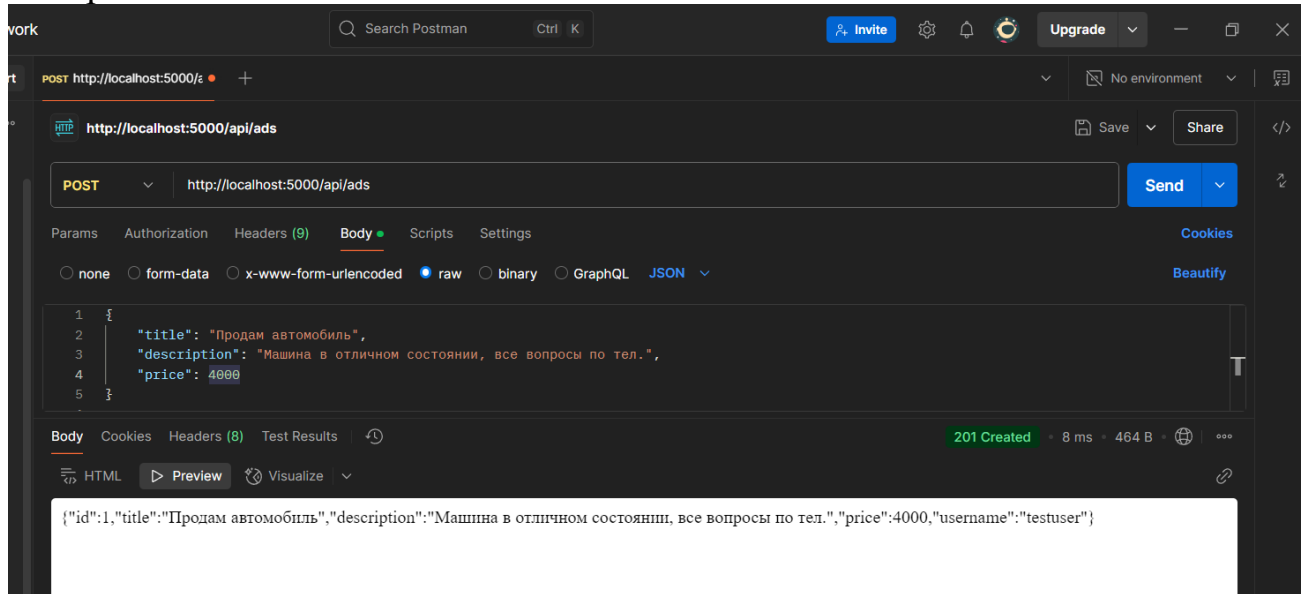 work
Search Postman Ctrl K
Invite
Upgrade
POST http://localhost:5000/a
No environment
HTTP http://localhost:5000/api/ads
Save
Share
POST http://localhost:5000/api/ads
Send
Params Authorization Headers (9) Body Scripts Settings Cookies
none form-data x-www-form-urlencoded raw binary GraphQL JSON Beautify
1 {
2 "title": "Продам автомобиль",
3 "description": "Машина в отличном состоянии, все вопросы по тел.",
4 "price": 4000
5 }
Body Cookies Headers (8) Test Results 201 Created 8 ms 464 B
HTML Preview Visualize
{"id":1,"title":"Продам автомобиль","description":"Машина в отличном состоянии, все вопросы по тел.","price":4000,"username":"testuser"}